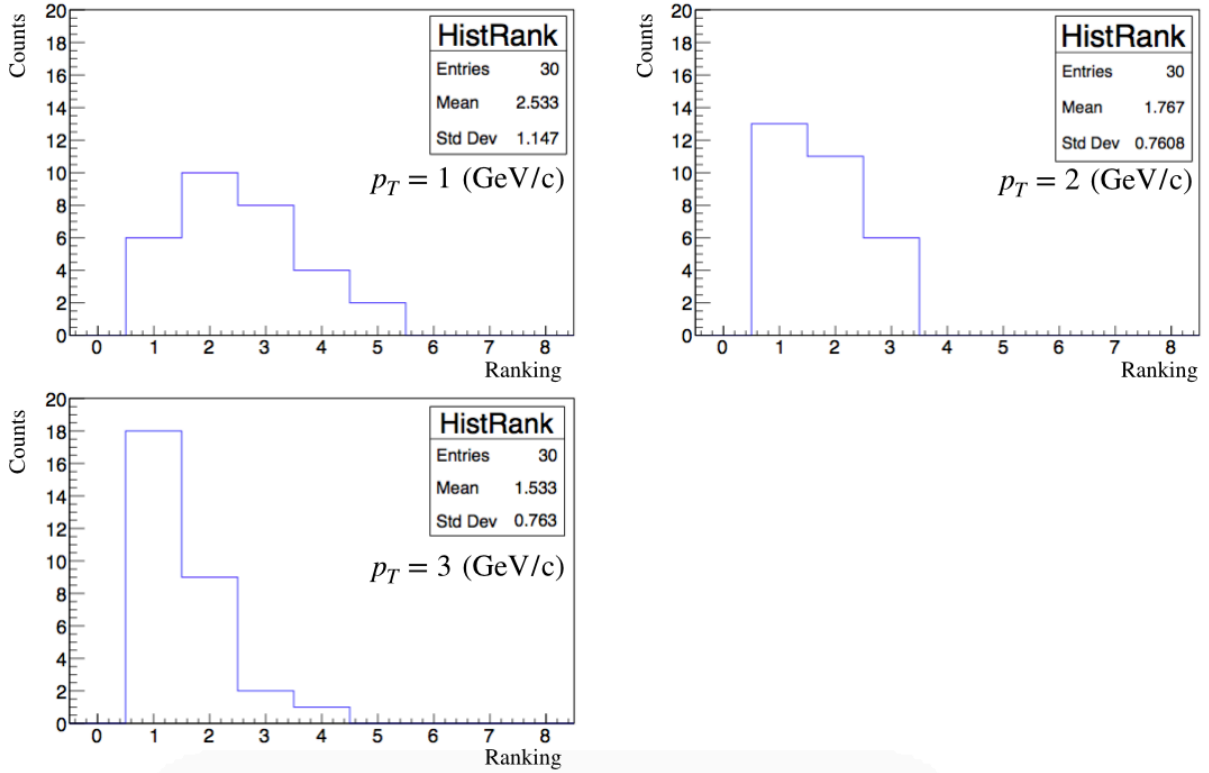 Counts
20
18
16
14
12
10
8
6
4
2
0
HistRank
Entries 30
Mean 2.533
Std Dev 1.147
p_T = 1 (GeV/c)
0 1 2 3 4 5 6 7 8
Ranking
Counts
20
18
16
14
12
10
8
6
4
2
0
HistRank
Entries 30
Mean 1.767
Std Dev 0.7608
p_T = 2 (GeV/c)
0 1 2 3 4 5 6 7 8
Ranking
Counts
20
18
16
14
12
10
8
6
4
2
0
HistRank
Entries 30
Mean 1.533
Std Dev 0.763
p_T = 3 (GeV/c)
0 1 2 3 4 5 6 7 8
Ranking